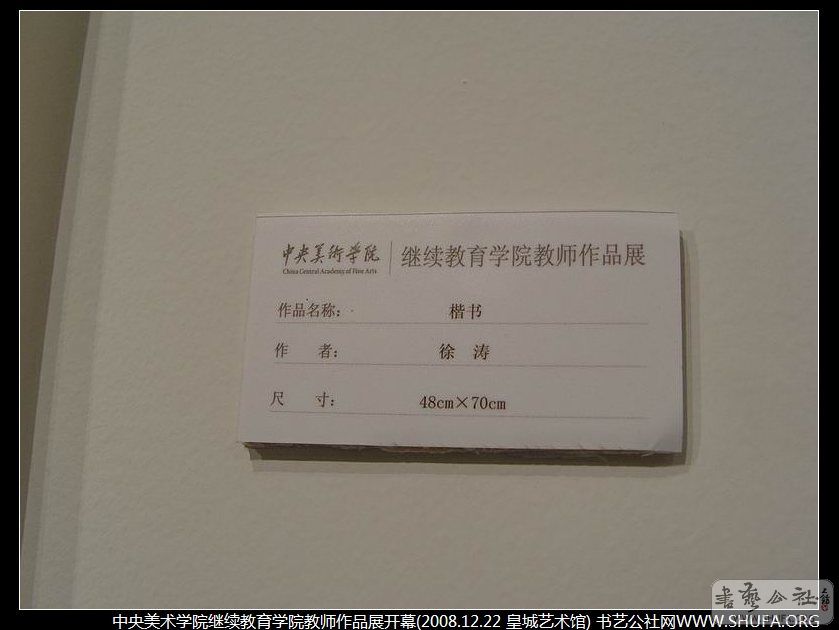 中央美術学院 继续教育学院教师作品展
China Central Academy of Fine Arts
作品名称： 楷书
作 者： 徐 涛
尺 寸： 48cm×70cm
書藝公社
中央美术学院继续教育学院教师作品展开幕(2008.12.22 皇城艺术馆) 书艺公社网WWW.SHUFA.ORG